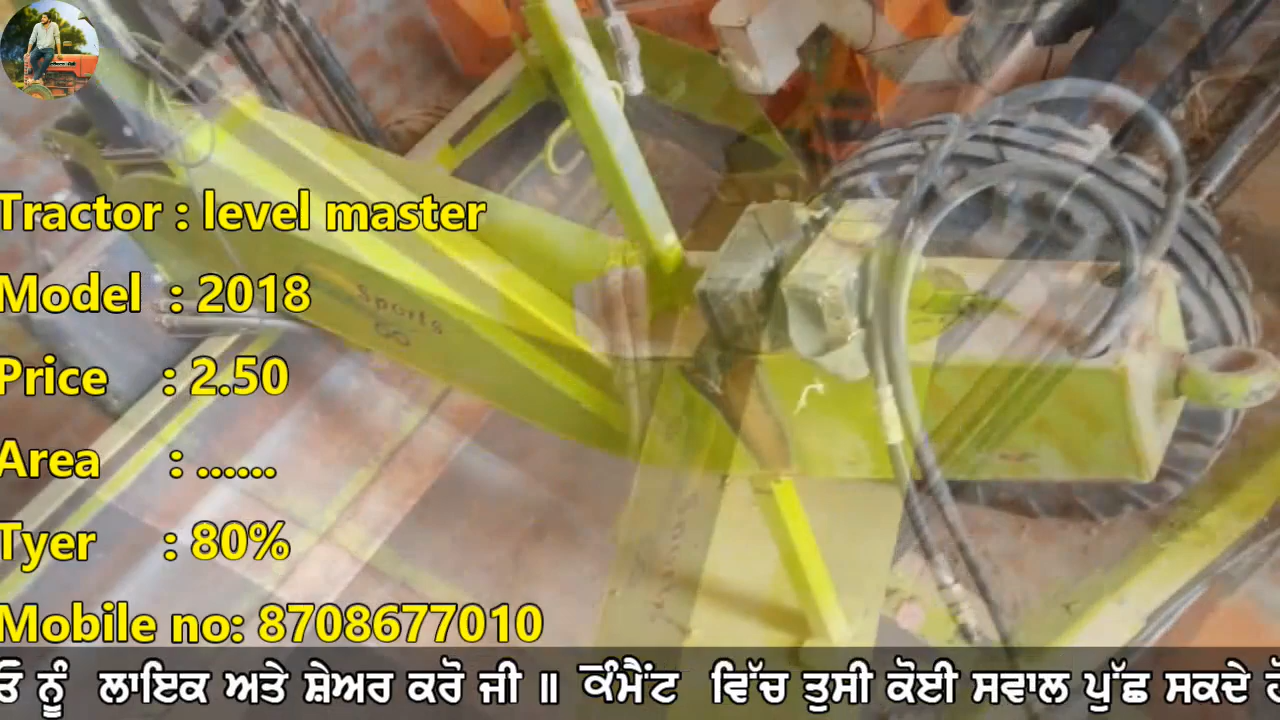 Tractor : level master
Model : 2018
Sports
Price : 2.50
Area : ......
Tyer : 80%
Mobile no: 8708677010
ਨੂੰ ਲਾਇਕ ਅਤੇ ਸ਼ੇਅਰ ਕਰੋ ਜੀ ॥ ਕੰਮੈਂਟ ਵਿੱਚ ਤੁਸੀ ਕੋਈ ਸਵਾਲ ਪੁੱਛ ਸਕਦੇ